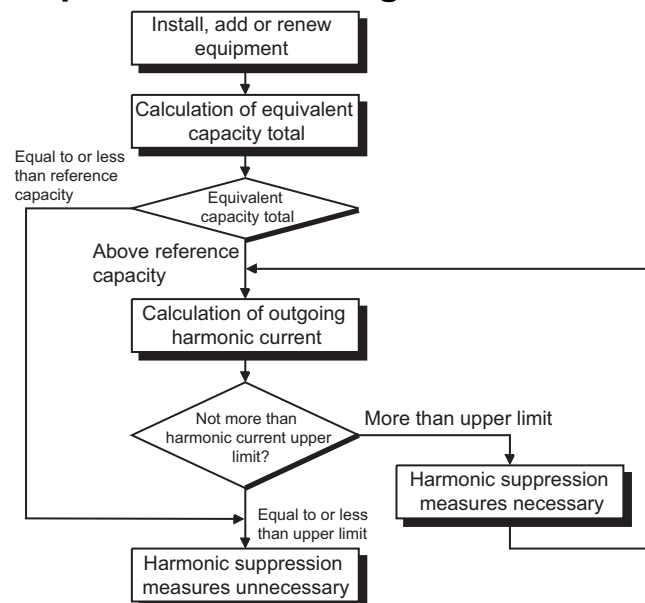 Install, add or renew
equipment
Calculation of equivalent
capacity total
Equal to or less
than reference
capacity
Equivalent
capacity total
Above reference
capacity
Calculation of outgoing
harmonic current
Not more than
harmonic current upper
limit?
More than upper limit
Harmonic suppression
measures necessary
Equal to or less
than upper limit
Harmonic suppression
measures unnecessary